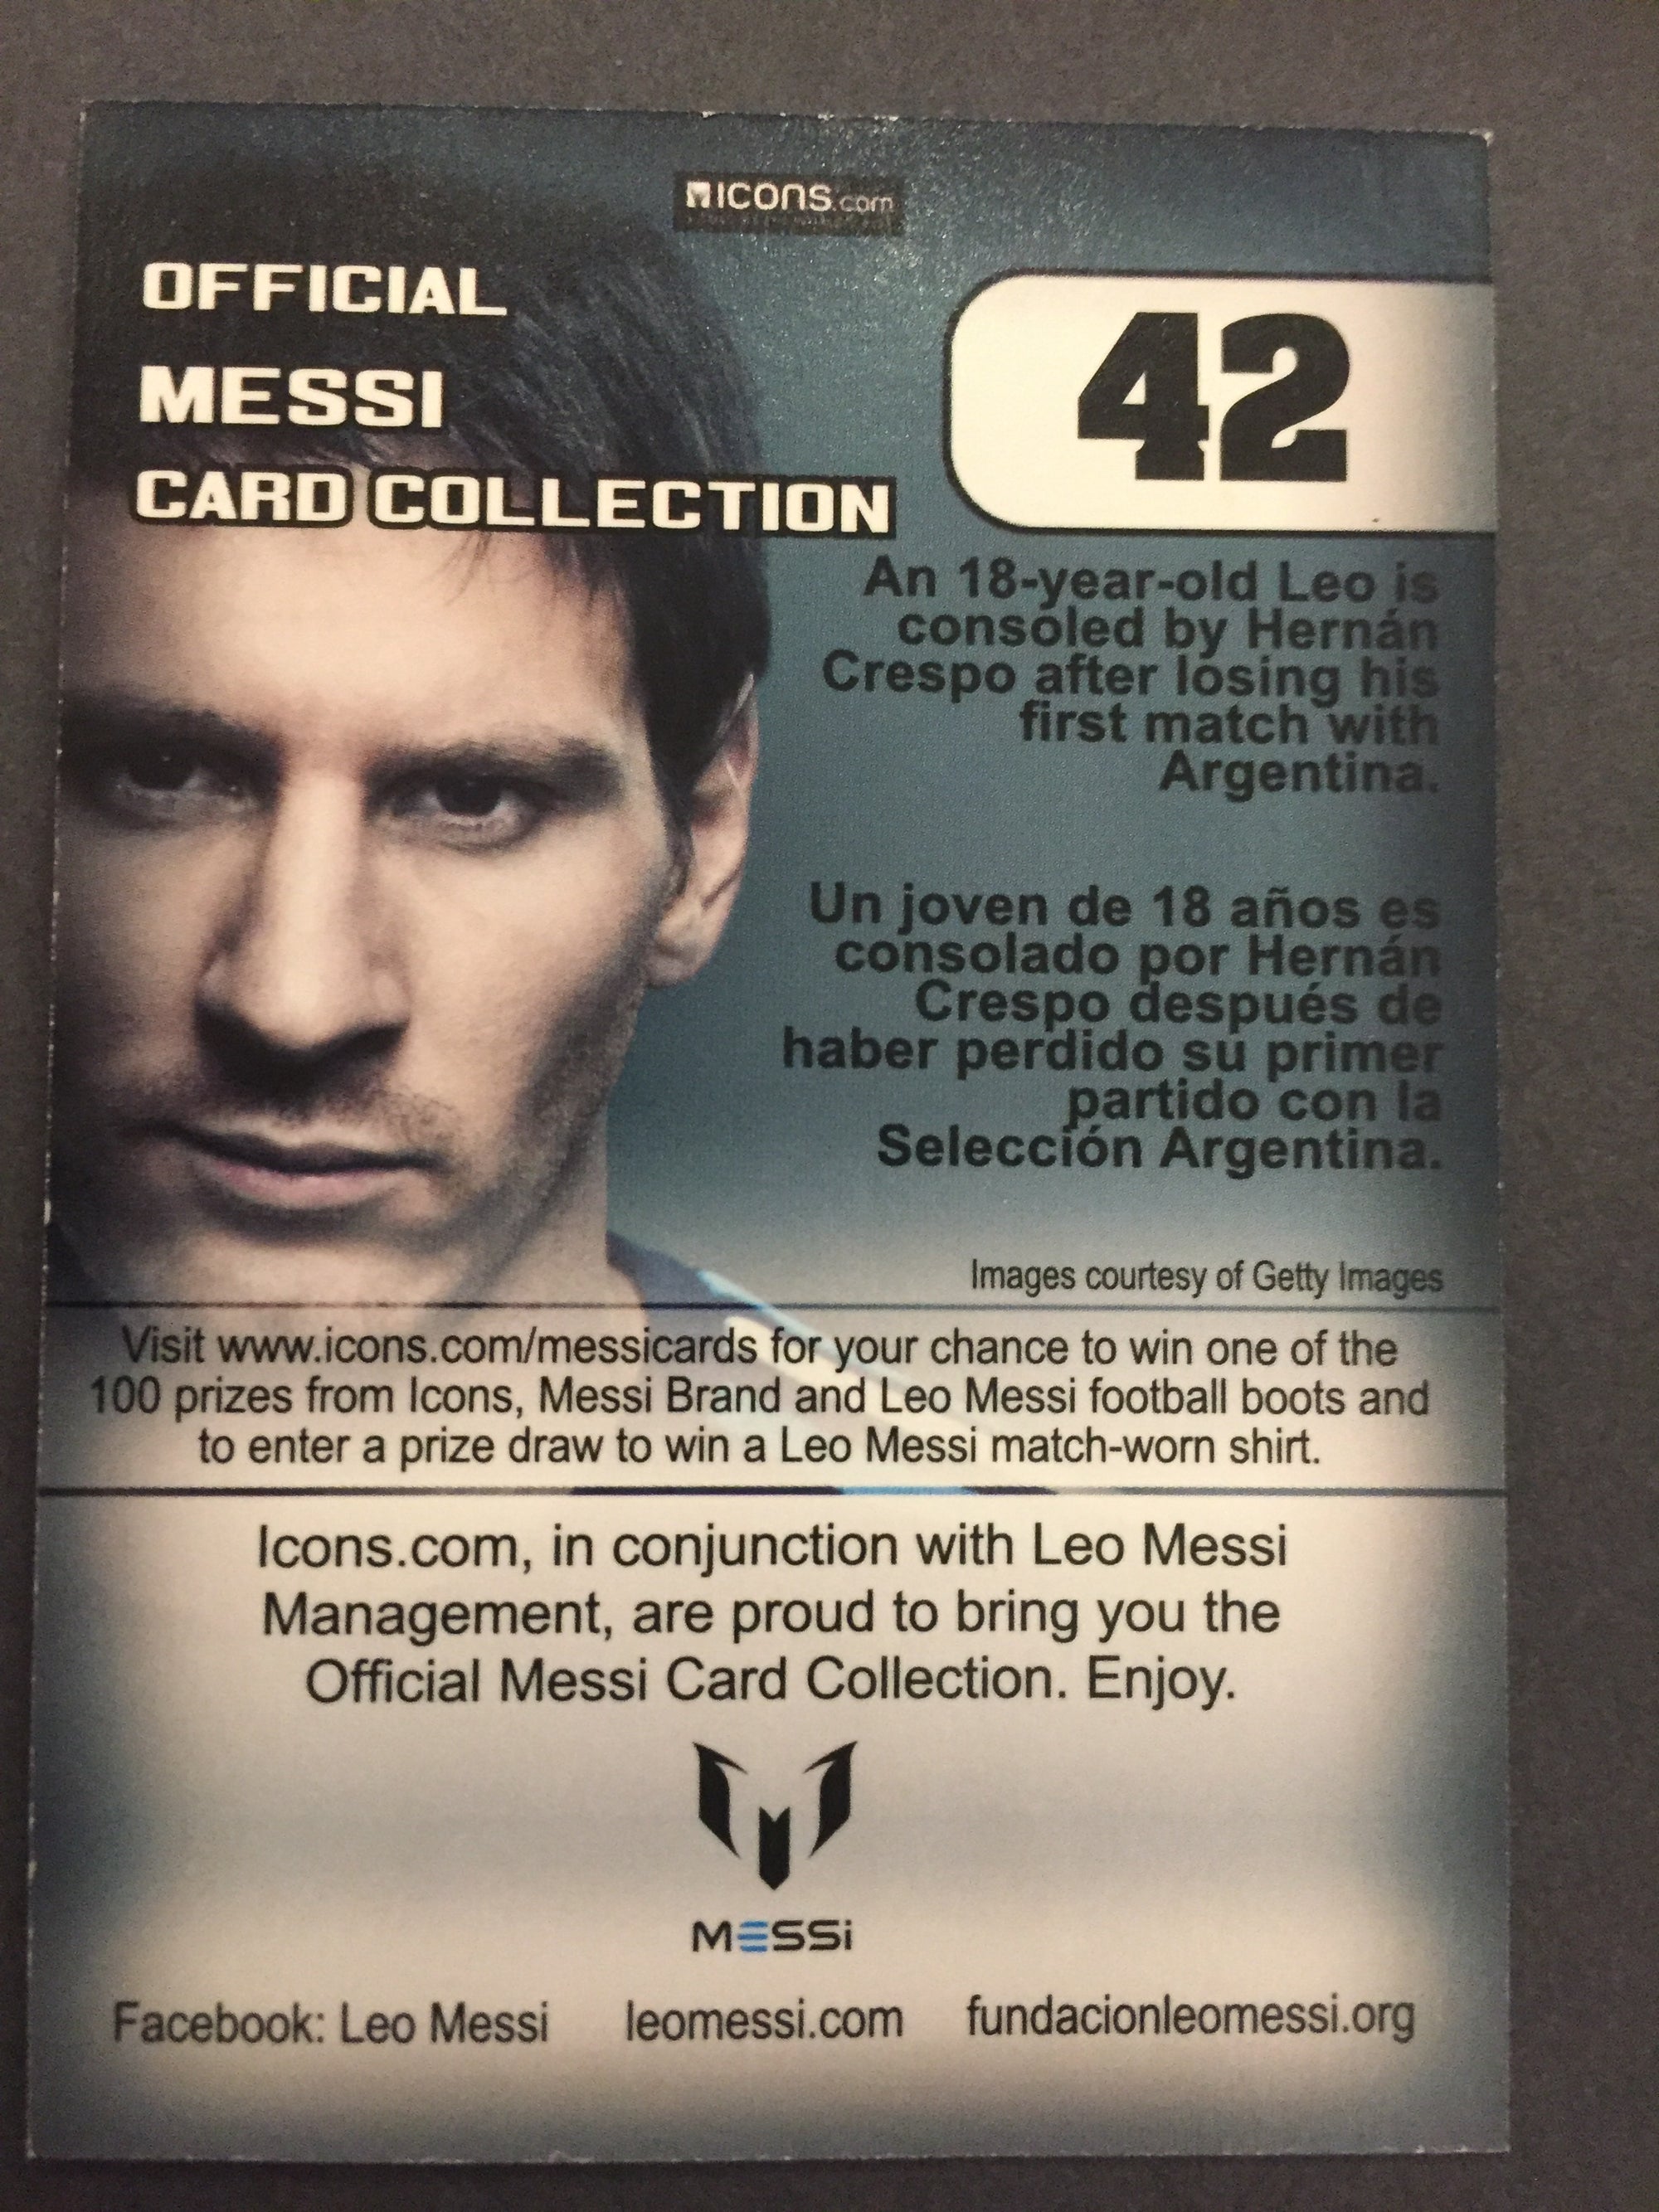 ICONS.com
OFFICIAL
MESSI
CARD COLLECTION
42
An 18-year-old Leo is
consoled by Hernán
Crespo after losing his
first match with
Argentina.
Un joven de 18 años es
consolado por Hernán
Crespo después de
haber perdido su primer
partido con la
Selección Argentina.
Images courtesy of Getty Images
Visit www.icons.com/messicards for your chance to win one of the
100 prizes from Icons, Messi Brand and Leo Messi football boots and
to enter a prize draw to win a Leo Messi match-worn shirt.
Icons.com, in conjunction with Leo Messi
Management, are proud to bring you the
Official Messi Card Collection. Enjoy.
MESSi
Facebook: Leo Messi leomessi.com fundacionleomessi.org